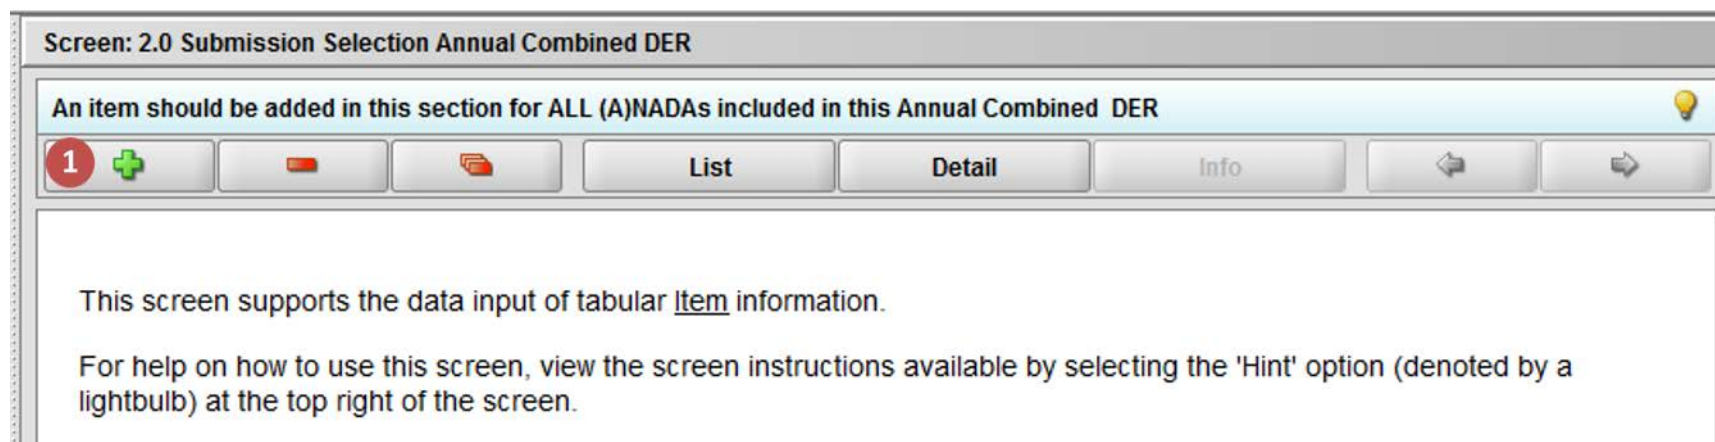 Screen: 2.0 Submission Selection Annual Combined DER
An item should be added in this section for ALL (A)NADAs included in this Annual Combined DER
1 List Detail Info
This screen supports the data input of tabular Item information.
For help on how to use this screen, view the screen instructions available by selecting the 'Hint' option (denoted by a
lightbulb) at the top right of the screen.